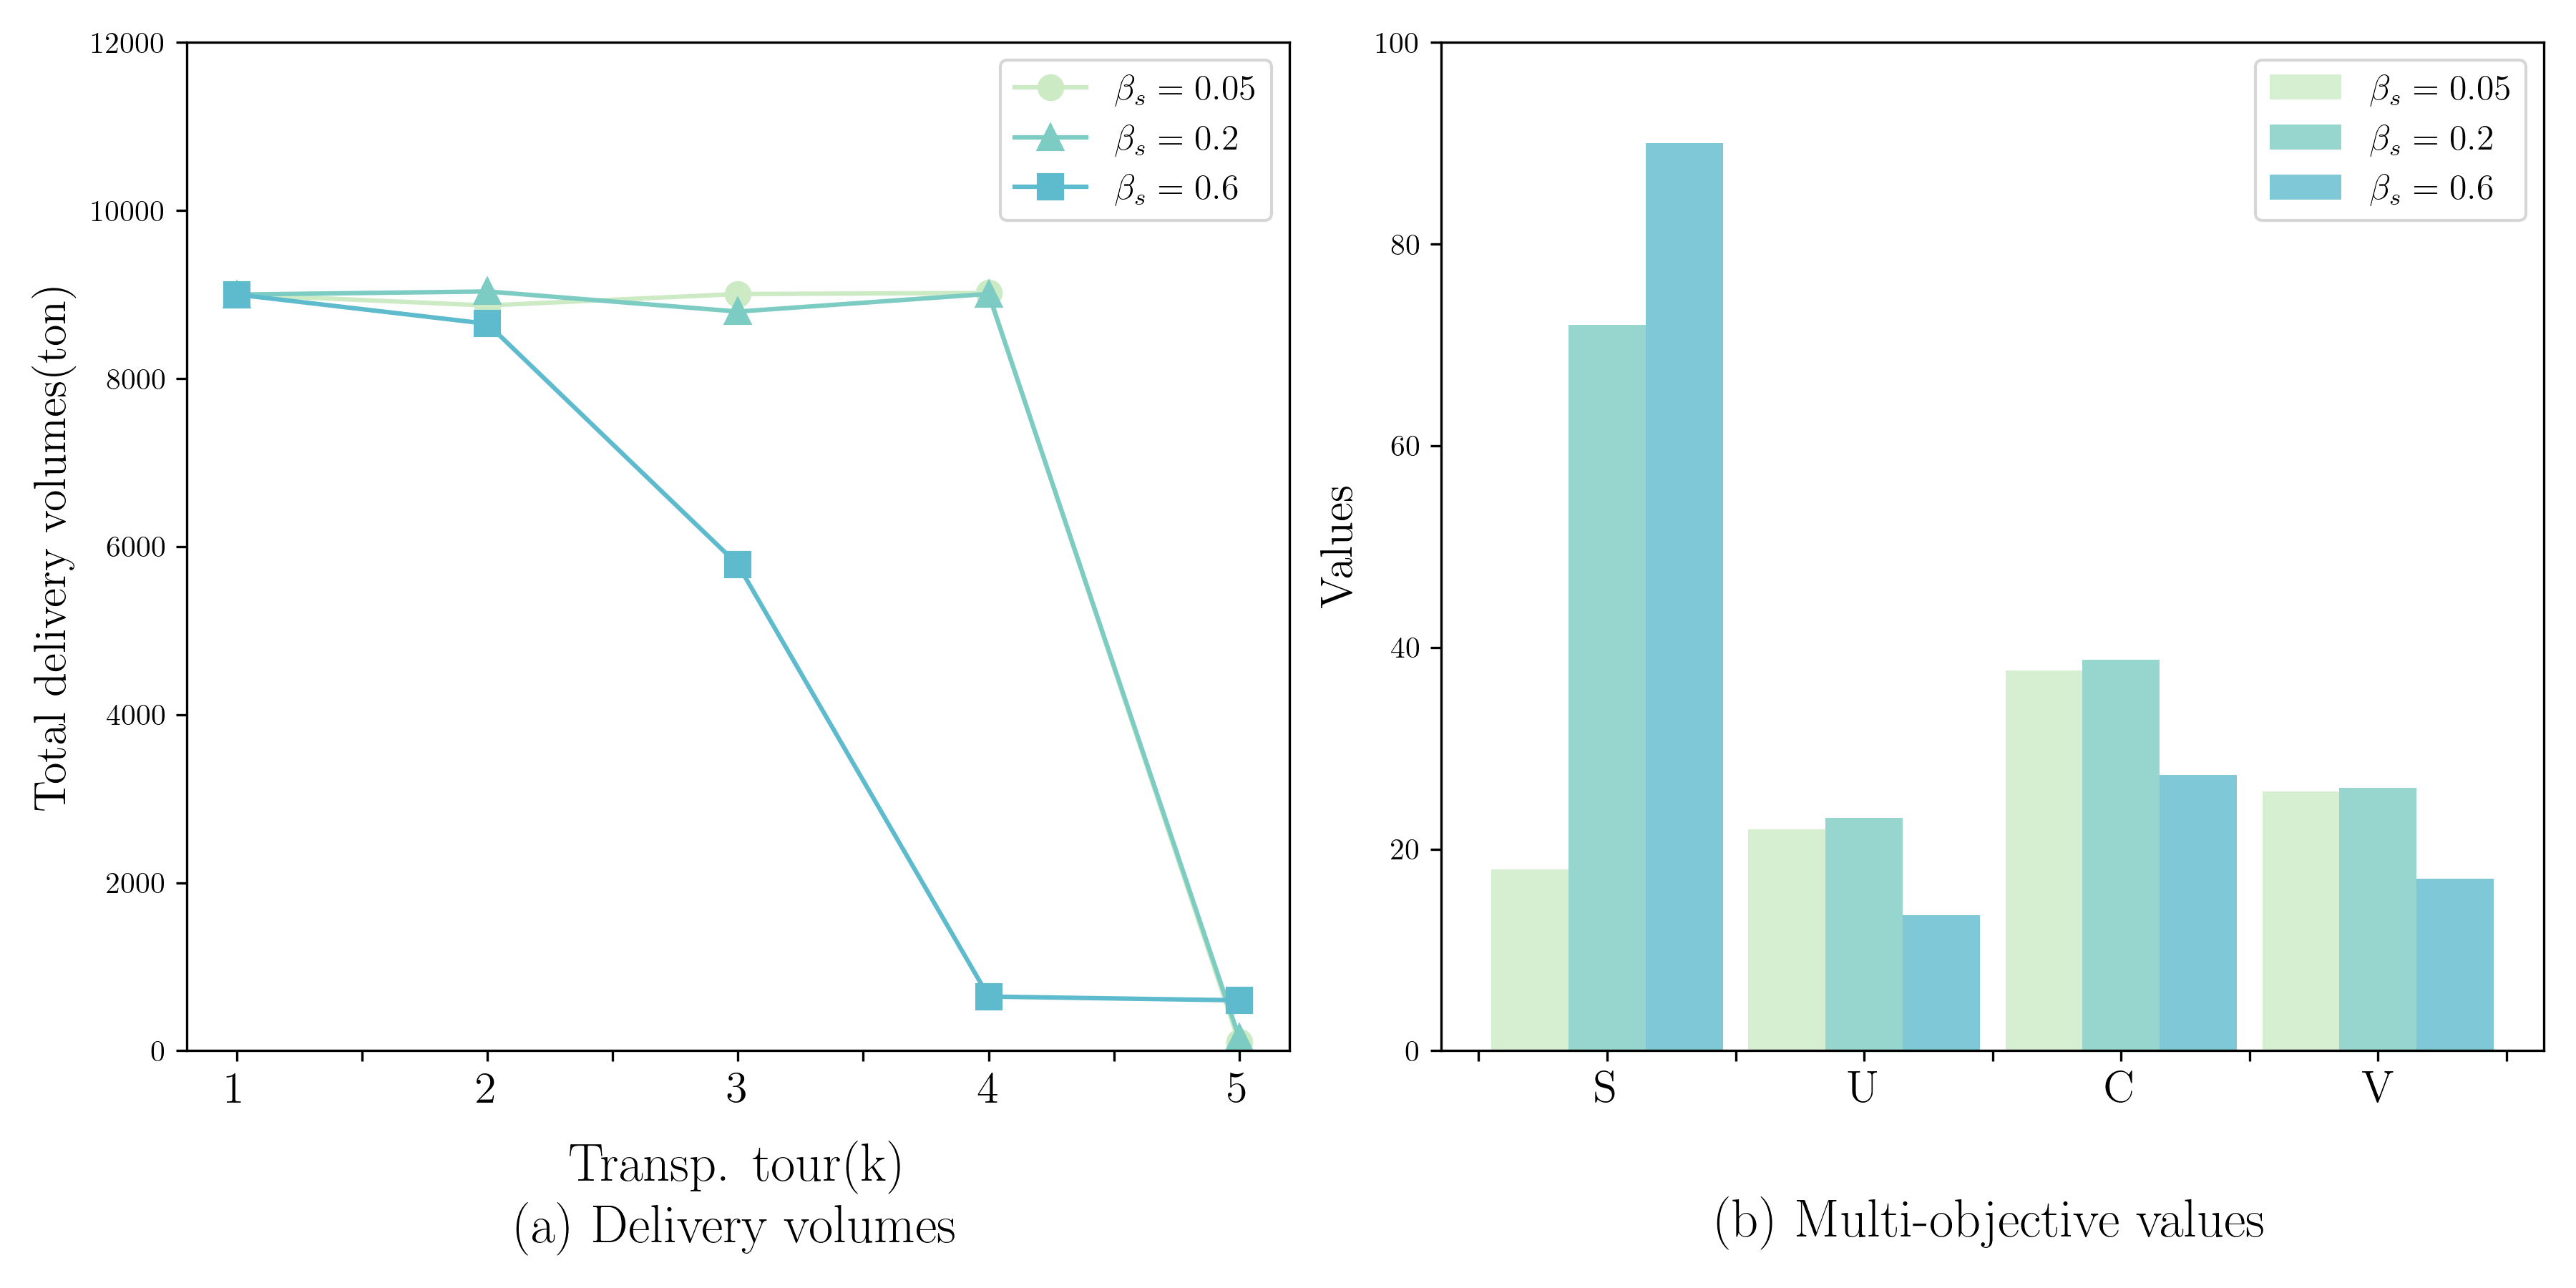 12000
10000
8000
6000
4000
2000
0
Total delivery volumes(ton)
βs = 0.05
βs = 0.2
βs = 0.6
1 2 3 4 5
Transp. tour(k)
(a) Delivery volumes
100
80
60
40
20
0
Values
βs = 0.05
βs = 0.2
βs = 0.6
S U C V
(b) Multi-objective values